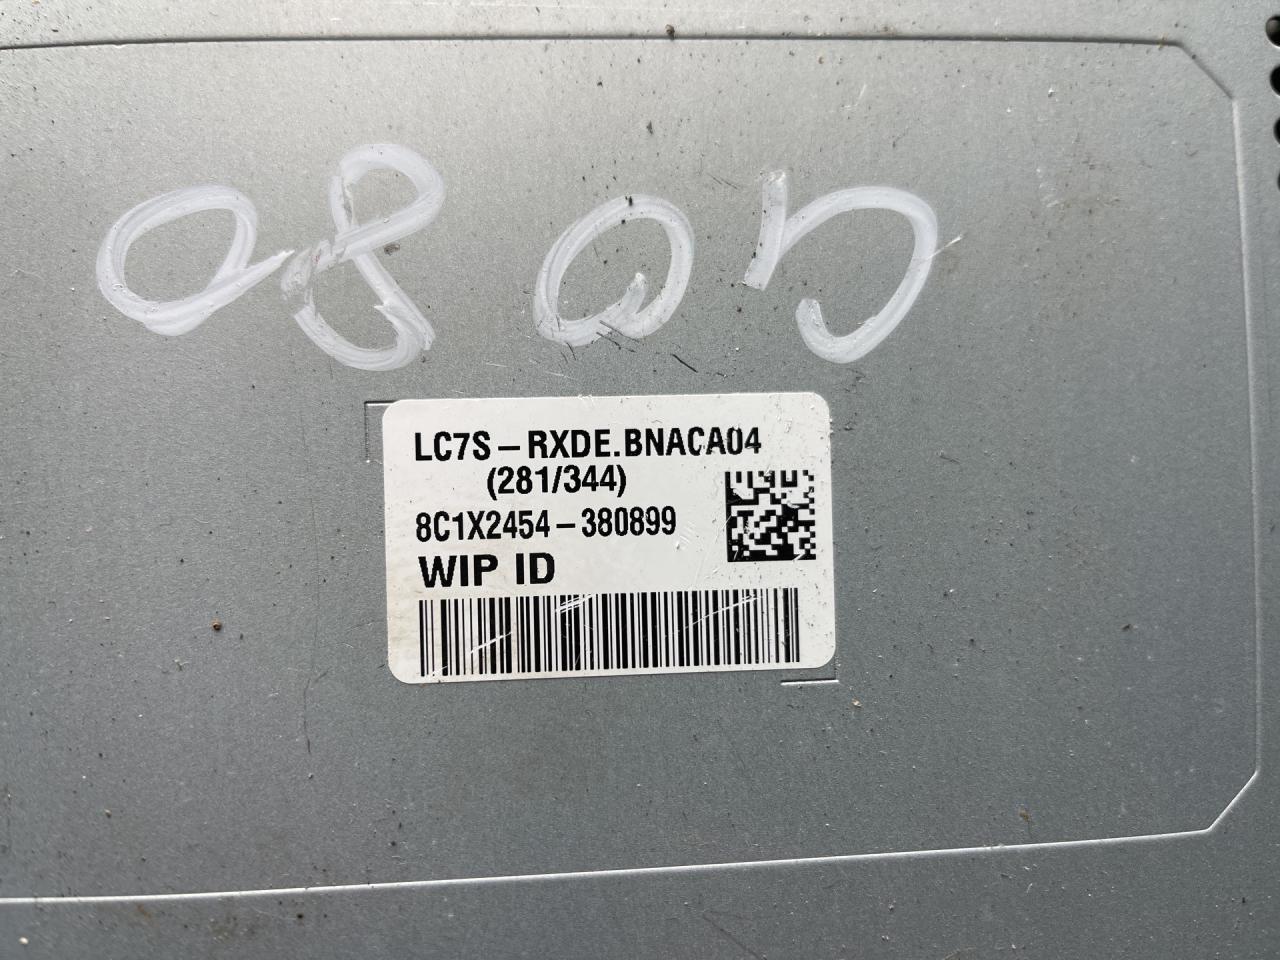 08 05
LC7S-RXDE.BNACA04
(281/344)
8C1X2454-380899
WIP ID